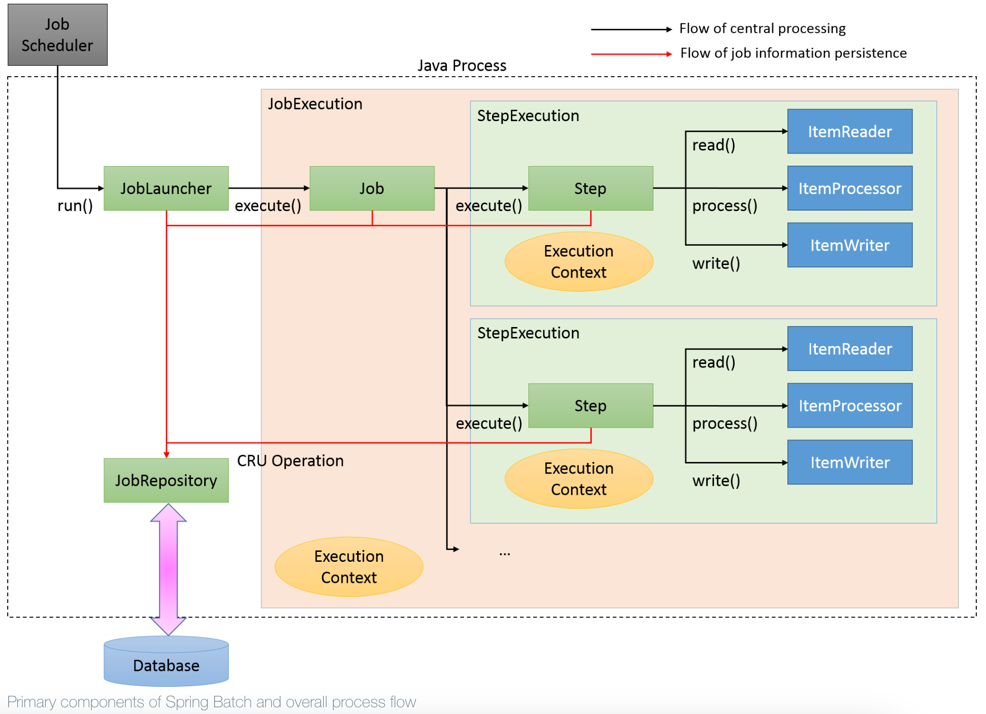 Job
Scheduler
Flow of central processing
Flow of job information persistence
Java Process
JobExecution
StepExecution
ItemReader
read()
JobLauncher
Job
Step
ItemProcessor
run()
execute()
execute()
process()
ItemWriter
Execution
Context
write()
StepExecution
ItemReader
read()
Step
ItemProcessor
execute()
process()
CRU Operation
ItemWriter
Execution
Context
write()
JobRepository
...
Execution
Context
Database
Primary components of Spring Batch and overall process flow